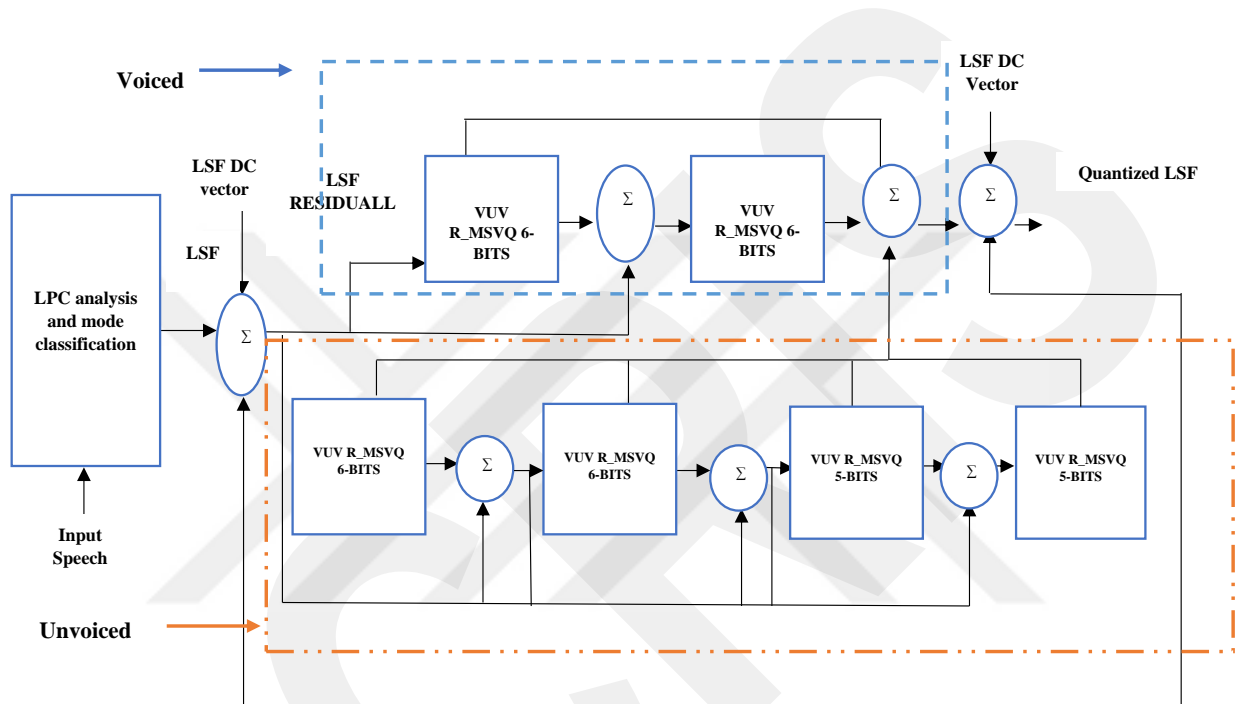 Voiced
LSF DC
Vector
LSF DC
vector
LSF
RESIDUALL
Quantized LSF
VUV
R_MSVQ 6-
BITS
Σ
VUV
R_MSVQ 6-
BITS
Σ
Σ
LSF
LPC analysis
and mode
classification
Σ
VUV R_MSVQ
6-BITS
Σ
VUV R_MSVQ
6-BITS
Σ
VUV R_MSVQ
5-BITS
Σ
VUV R_MSVQ
5-BITS
Input
Speech
Unvoiced